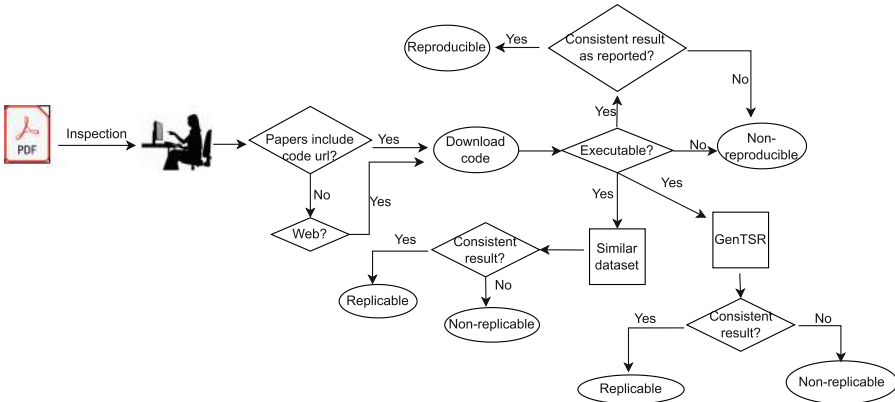 Yes
Reproducible
Consistent result
as reported?
No
Yes
PDF
Inspection
Papers include
code url?
Yes
Download
code
Executable?
No
Non-
reproducible
No
Yes
Yes
Yes
Web?
Yes
Consistent
result?
Similar
dataset
GenTSR
Replicable
No
Non-replicable
Yes
Consistent
result?
No
Replicable
Non-replicable